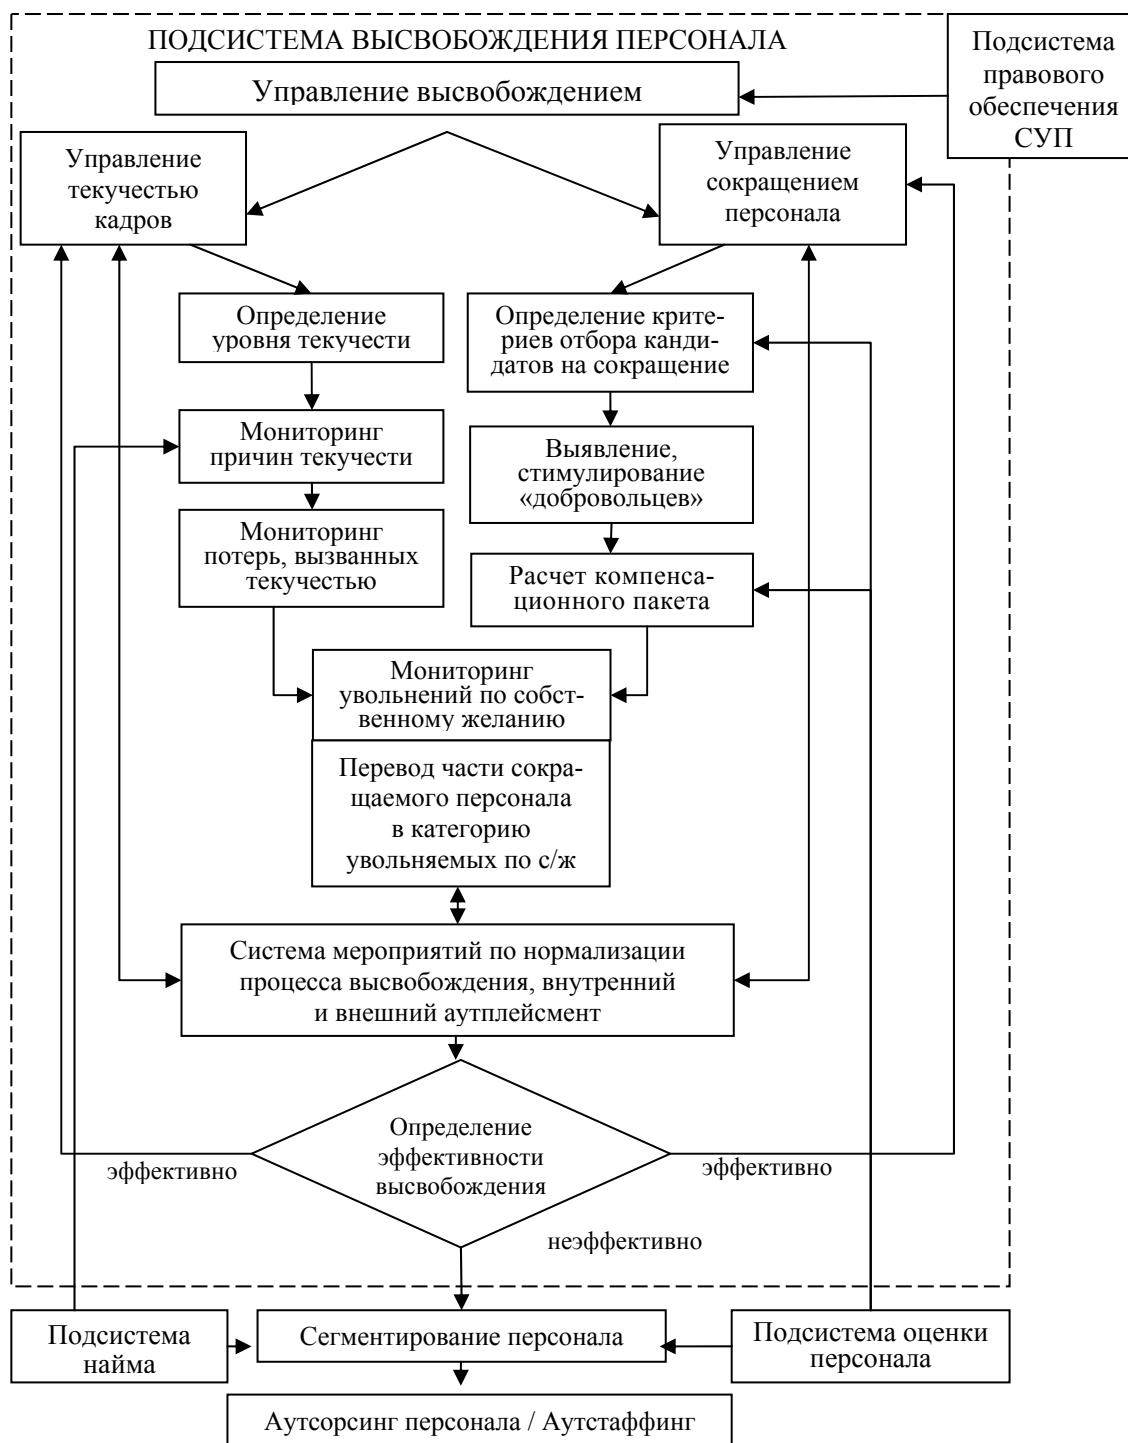 ПОДСИСТЕМА ВЫСВОБОЖДЕНИЯ ПЕРСОНАЛА
Подсистема
правового
обеспечения
СУП
Управление высвобождением
Управление
текучестью
кадров
Управление
сокращением
персонала
Определение
уровня текучести
Определение крите-
риев отбора канди-
датов на сокращение
Мониторинг
причин текучести
Выявление,
стимулирование
«добровольцев»
Мониторинг
потерь, вызванных
текучестью
Расчет компенса-
ционного пакета
Мониторинг
увольнений по собст-
венному желанию
Перевод части сокра-
щаемого персонала
в категорию
увольняемых по с/ж
Система мероприятий по нормализации
процесса высвобождения, внутренний
и внешний аутплейсмент
Определение
эффективности
высвобождения
эффективно
эффективно
неэффективно
Подсистема
найма
Сегментирование персонала
Подсистема оценки
персонала
Аутсорсинг персонала / Аутстаффинг